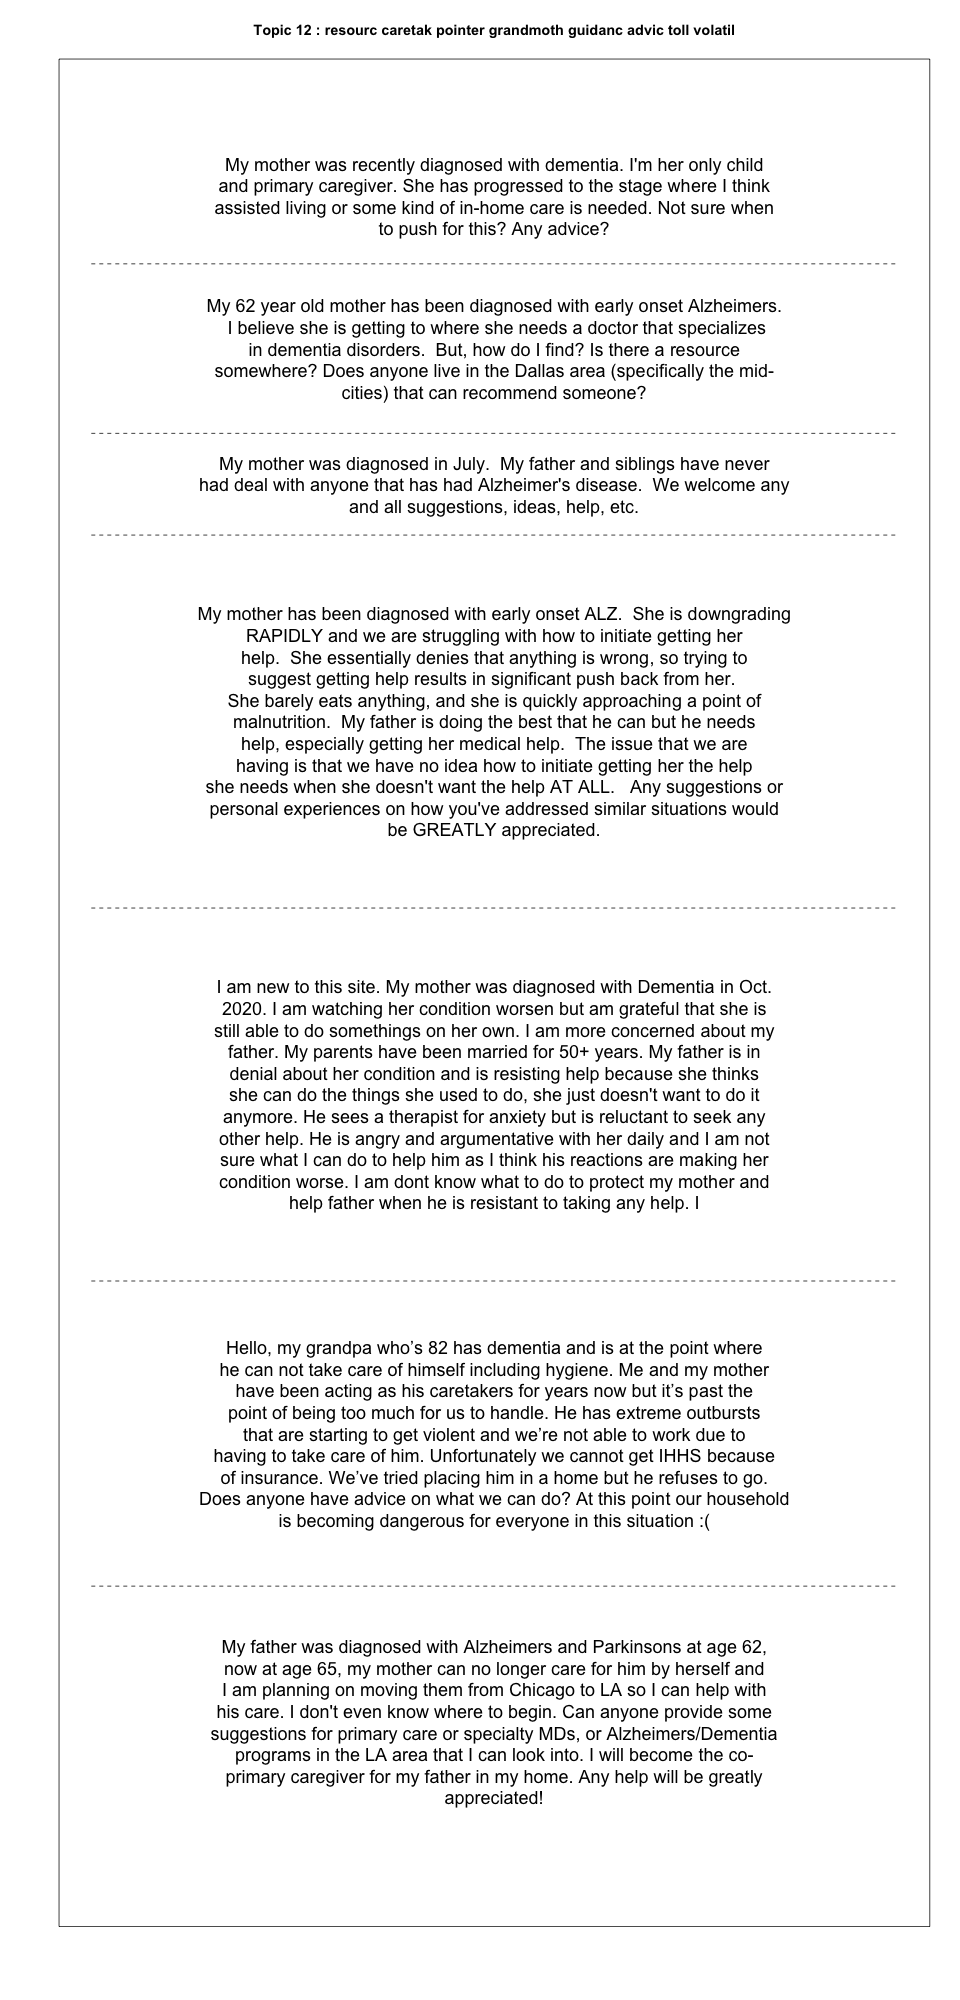 Topic 12 : resourc caretak pointer grandmoth guidanc advic toll volatil
My mother was recently diagnosed with dementia. I'm her only child
and primary caregiver. She has progressed to the stage where I think
assisted living or some kind of in-home care is needed. Not sure when
to push for this? Any advice?
My 62 year old mother has been diagnosed with early onset Alzheimers.
I believe she is getting to where she needs a doctor that specializes
in dementia disorders.  But, how do I find? Is there a resource
somewhere? Does anyone live in the Dallas area (specifically the mid-
cities) that can recommend someone?
My mother was diagnosed in July.  My father and siblings have never
had deal with anyone that has had Alzheimer's disease.  We welcome any
and all suggestions, ideas, help, etc.
My mother has been diagnosed with early onset ALZ.  She is downgrading
RAPIDLY and we are struggling with how to initiate getting her
help.  She essentially denies that anything is wrong, so trying to
suggest getting help results in significant push back from her.
She barely eats anything, and she is quickly approaching a point of
malnutrition.  My father is doing the best that he can but he needs
help, especially getting her medical help.  The issue that we are
having is that we have no idea how to initiate getting her the help
she needs when she doesn't want the help AT ALL.   Any suggestions or
personal experiences on how you've addressed similar situations would
be GREATLY appreciated.
I am new to this site. My mother was diagnosed with Dementia in Oct.
2020. I am watching her condition worsen but am grateful that she is
still able to do somethings on her own. I am more concerned about my
father. My parents have been married for 50+ years. My father is in
denial about her condition and is resisting help because she thinks
she can do the things she used to do, she just doesn't want to do it
anymore. He sees a therapist for anxiety but is reluctant to seek any
other help. He is angry and argumentative with her daily and I am not
sure what I can do to help him as I think his reactions are making her
condition worse. I am dont know what to do to protect my mother and
help father when he is resistant to taking any help. I
Hello, my grandpa who’s 82 has dementia and is at the point where
he can not take care of himself including hygiene. Me and my mother
have been acting as his caretakers for years now but it’s past the
point of being too much for us to handle. He has extreme outbursts
that are starting to get violent and we’re not able to work due to
having to take care of him. Unfortunately we cannot get IHHS because
of insurance. We’ve tried placing him in a home but he refuses to go.
Does anyone have advice on what we can do? At this point our household
is becoming dangerous for everyone in this situation :(
My father was diagnosed with Alzheimers and Parkinsons at age 62,
now at age 65, my mother can no longer care for him by herself and
I am planning on moving them from Chicago to LA so I can help with
his care. I don't even know where to begin. Can anyone provide some
suggestions for primary care or specialty MDs, or Alzheimers/Dementia
programs in the LA area that I can look into. I will become the co-
primary caregiver for my father in my home. Any help will be greatly
appreciated!